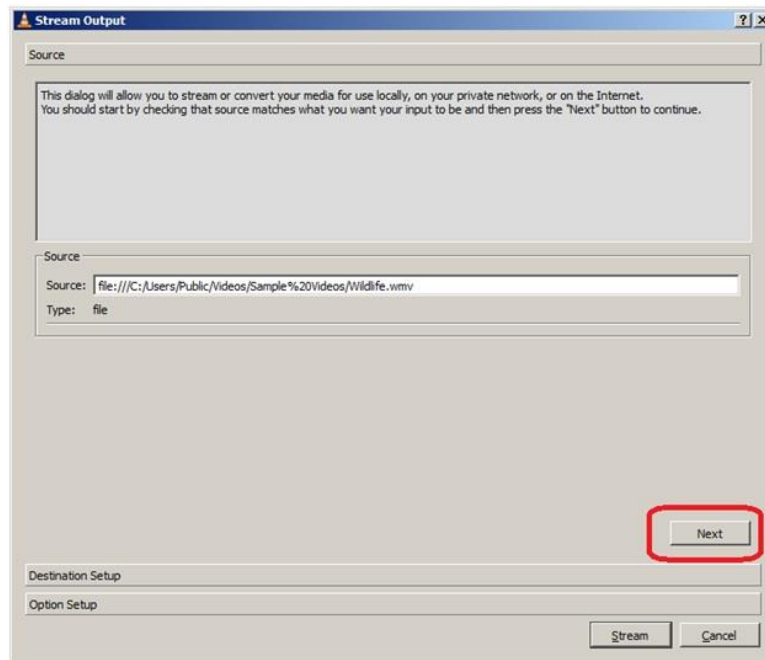 Stream Output
Source
This dialog will allow you to stream or convert your media for use locally, on your private network, or on the Internet.
You should start by checking that source matches what you want your input to be and then press the "Next" button to continue.
Source
Source: file:///C:/Users/Public/Videos/Sample%20Videos/Wildlife.wmv
Type: file
Next
Destination Setup
Option Setup
Stream Cancel